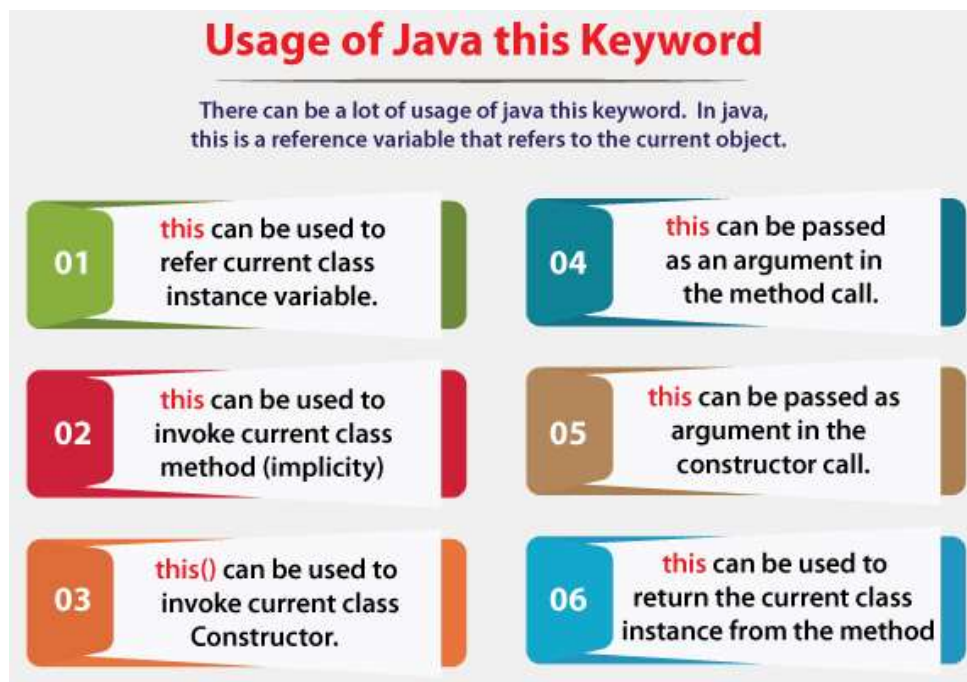 Usage of Java this Keyword
There can be a lot of usage of java this keyword. In java,
this is a reference variable that refers to the current object.
01
this can be used to
refer current class
instance variable.
02
this can be used to
invoke current class
method (implicity)
03
this() can be used to
invoke current class
Constructor.
04
this can be passed
as an argument in
the method call.
05
this can be passed as
argument in the
constructor call.
06
this can be used to
return the current class
instance from the method